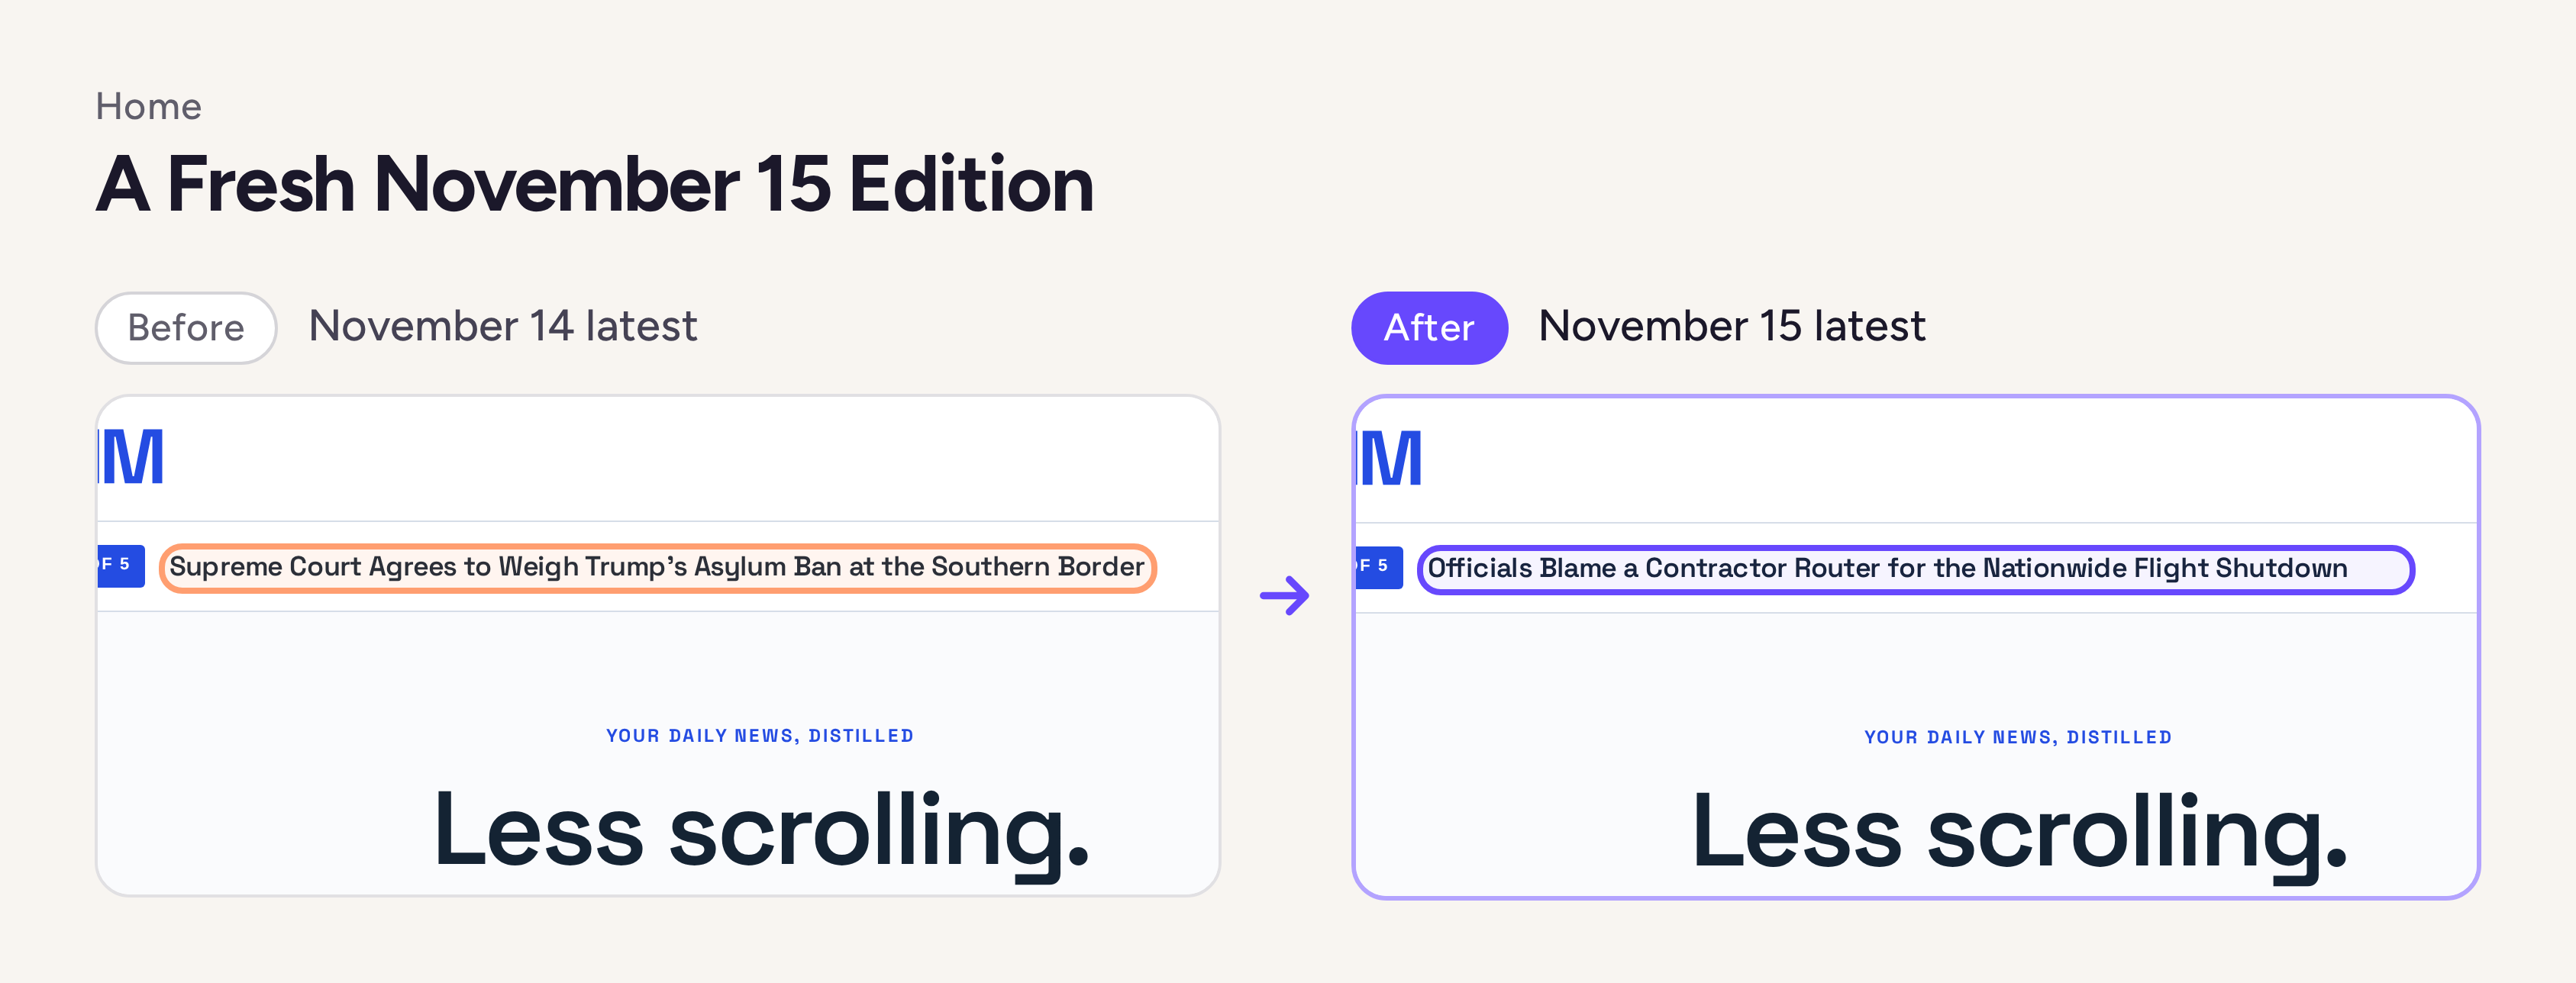 Home
A Fresh November 15 Edition
Before November 14 latest
M
OF 5 Supreme Court Agrees to Weigh Trump's Asylum Ban at the Southern Border
YOUR DAILY NEWS, DISTILLED
Less scrolling.
After November 15 latest
M
OF 5 Officials Blame a Contractor Router for the Nationwide Flight Shutdown
YOUR DAILY NEWS, DISTILLED
Less scrolling.